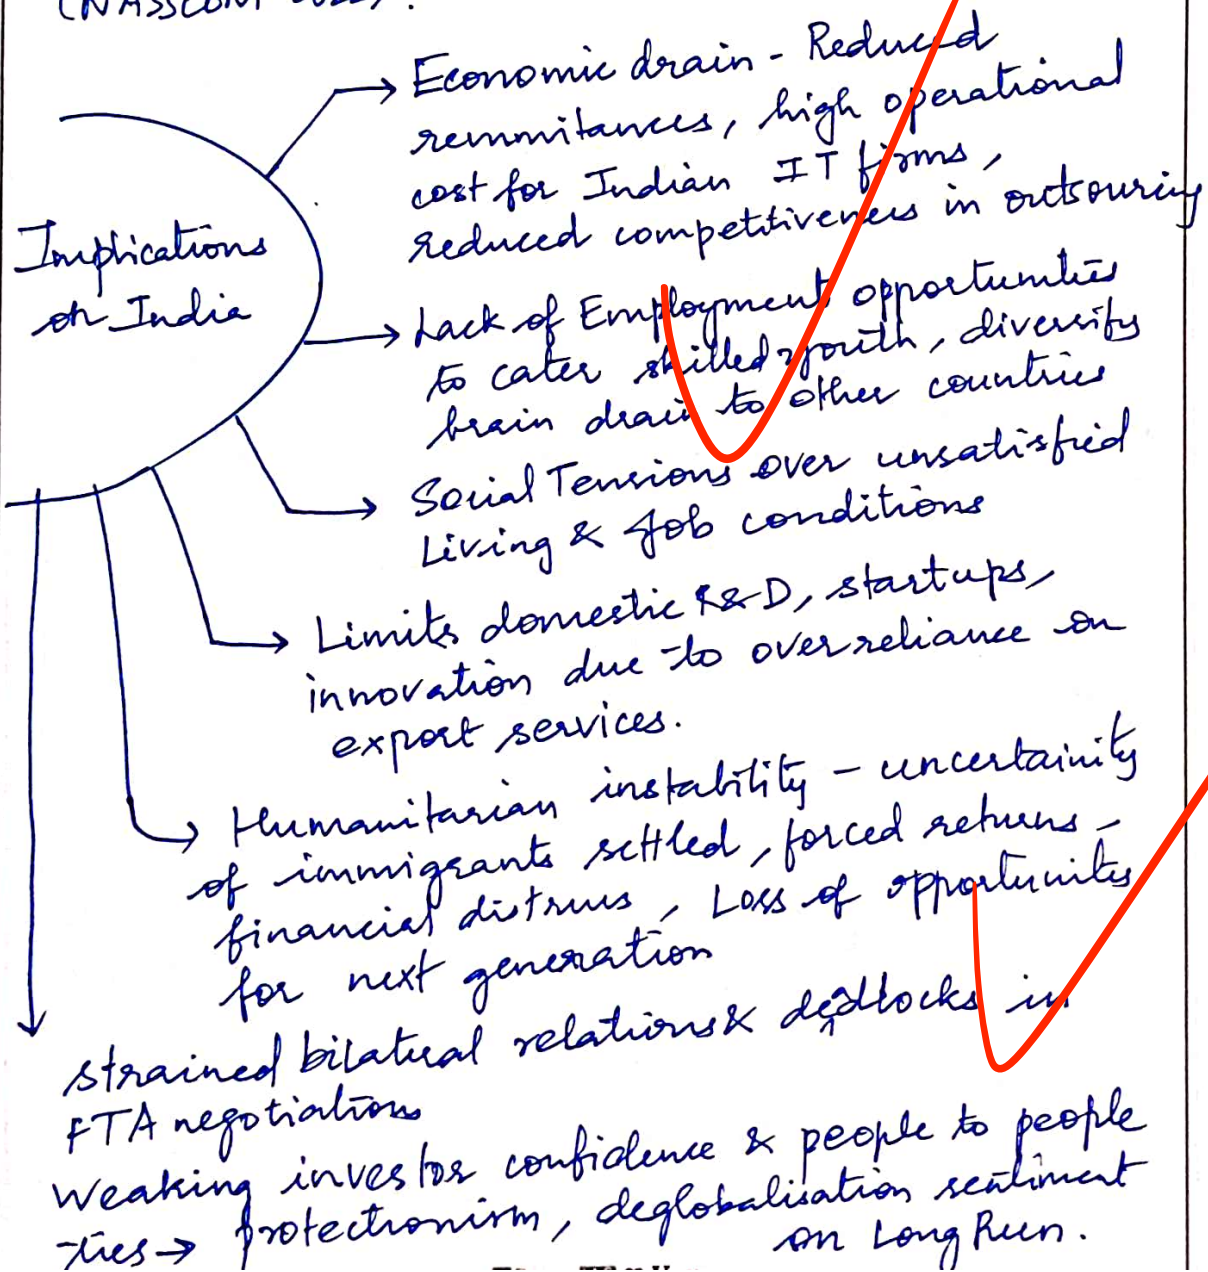 (NASSCOM
Economic drain - Reduced
remmitances, high operational
cost for Indian IT firms,
reduced competitiveness in outsouring
Implications
on India
Lack of Employment opportunities
to cater skilled youth, diversify
brain drain to other countries
Social Tensions over unsatisfied
Living & Job conditions
Limits domestic R&D, startups,
innovation due to overreliance on
export services.
Humanitarian instability - uncertainity
of immigrants settled, forced returns -
financial distress, Loss of opportunities
for next generation
strained bilateral relations & deadlocks in
FTA negotiations
Weaking investor confidence & people to people
ties → protectionism, deglobalisation sentiment
on Long Run.